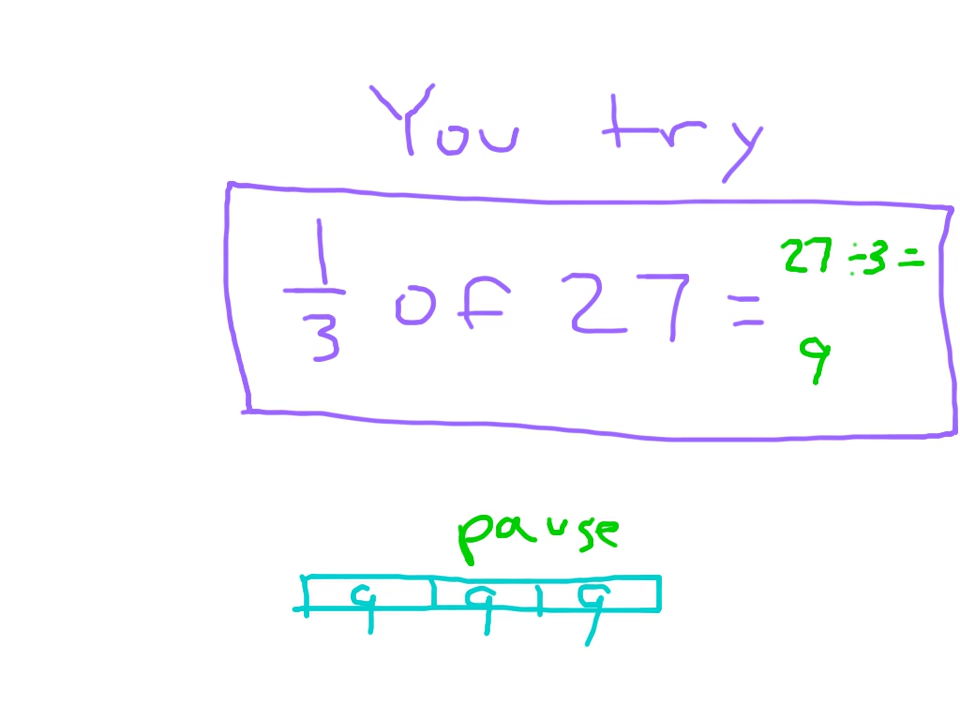 You try
1/3 of 27 =
27 ÷ 3 =
9
pause
9 9 9